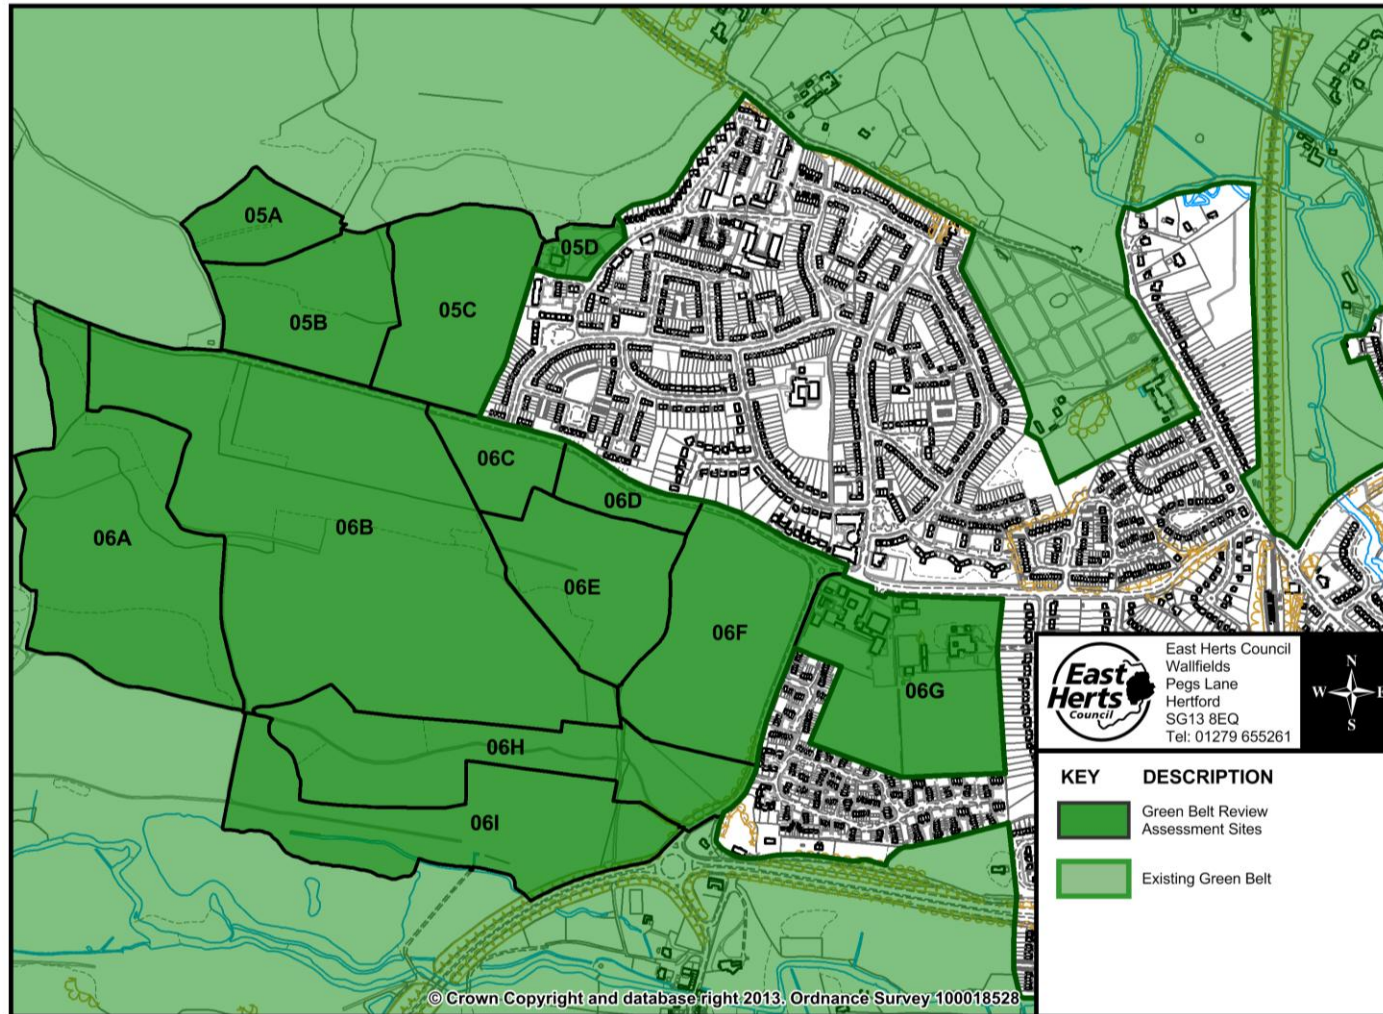 05A
05D
05B
05C
06C
06D
06A
06B
06E
06F
06G
06H
06I
East
Herts
Council
East Herts Council
Wallfields
Pegs Lane
Hertford
SG13 8EQ
Tel: 01279 655261
N
W E
S
KEY DESCRIPTION
Green Belt Review
Assessment Sites
Existing Green Belt
© Crown Copyright and database right 2013. Ordnance Survey 100018528